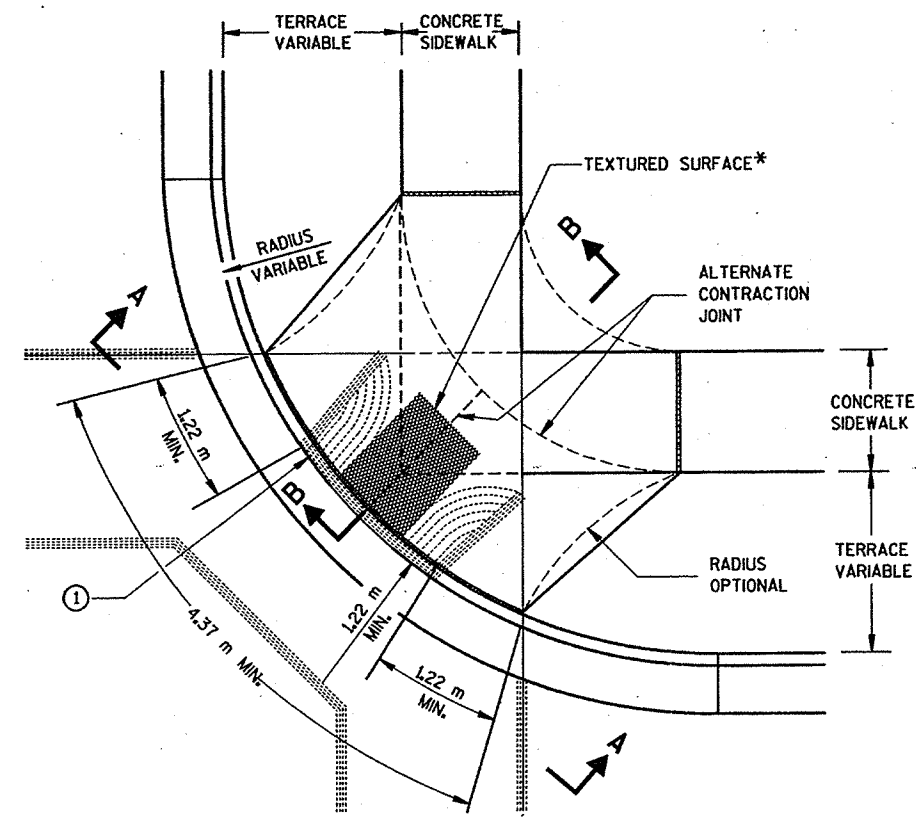 TERRACE
VARIABLE
CONCRETE
SIDEWALK
TEXTURED SURFACE*
B
RADIUS
VARIABLE
ALTERNATE
CONTRACTION
JOINT
A
1.22 m
MIN.
CONCRETE
SIDEWALK
B
1
4.37 m MIN.
1.22 m
MIN.
RADIUS
OPTIONAL
TERRACE
VARIABLE
1.22 m
MIN.
A